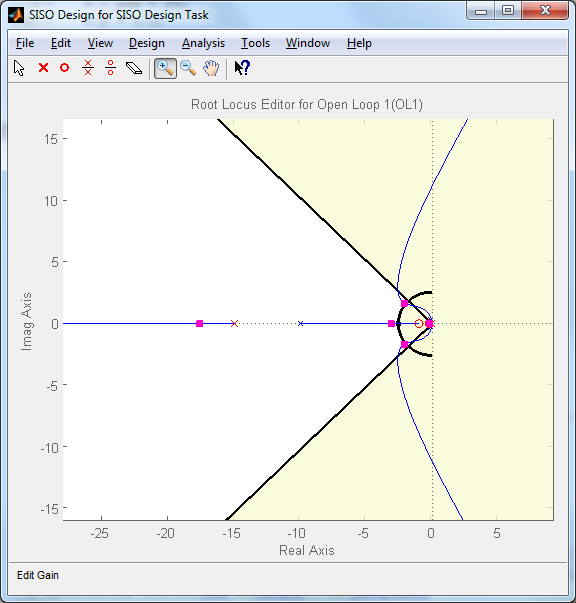 SISO Design for SISO Design Task
File Edit View Design Analysis Tools Window Help
Root Locus Editor for Open Loop 1(OL1)
15
10
5
0
-5
-10
-15
Imag Axis
-25 -20 -15 -10 -5 0 5
Real Axis
Edit Gain